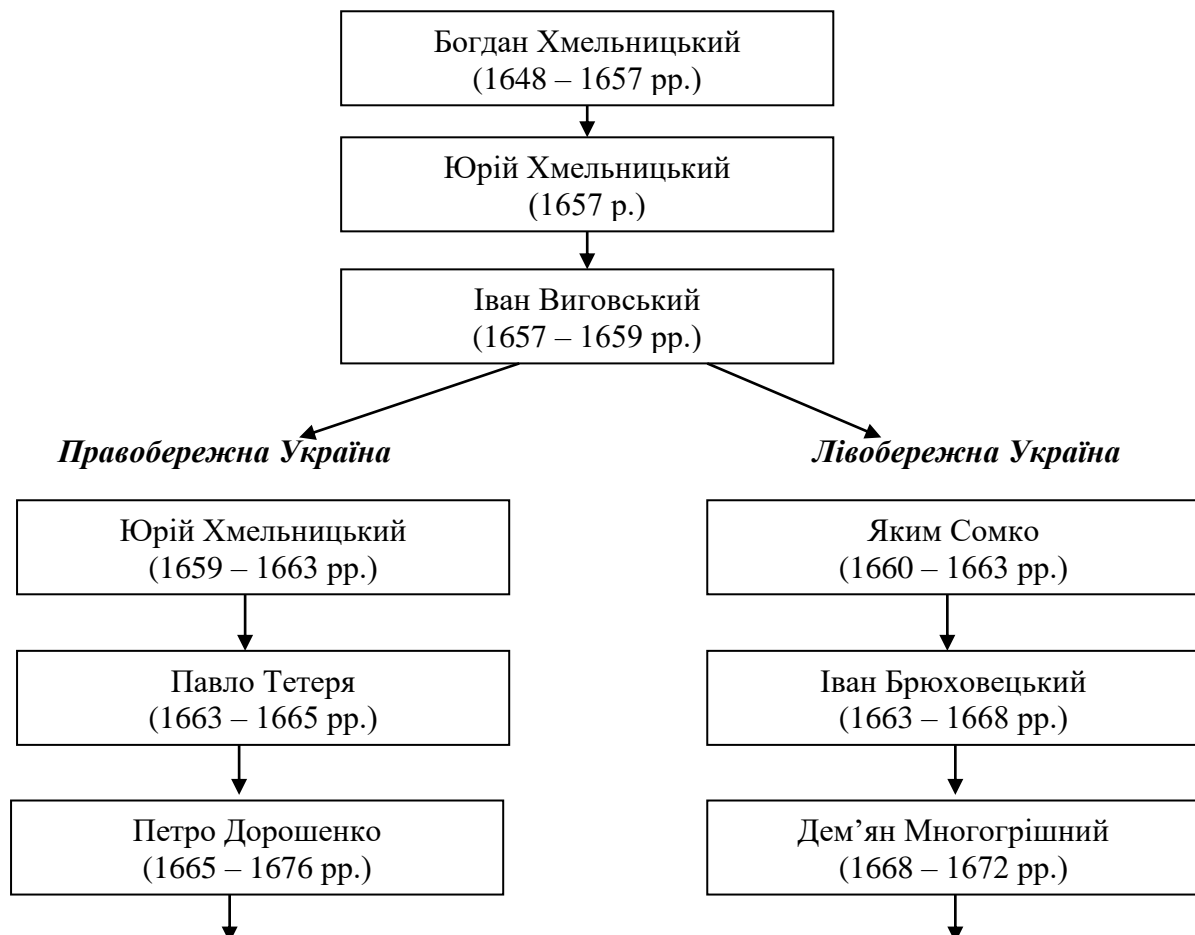 Богдан Хмельницький
(1648 – 1657 рр.)
Юрій Хмельницький
(1657 р.)
Іван Виговський
(1657 – 1659 рр.)
Правобережна Україна
Лівобережна Україна
Юрій Хмельницький
(1659 – 1663 рр.)
Яким Сомко
(1660 – 1663 рр.)
Павло Тетеря
(1663 – 1665 рр.)
Іван Брюховецький
(1663 – 1668 рр.)
Петро Дорошенко
(1665 – 1676 рр.)
Дем’ян Многогрішний
(1668 – 1672 рр.)